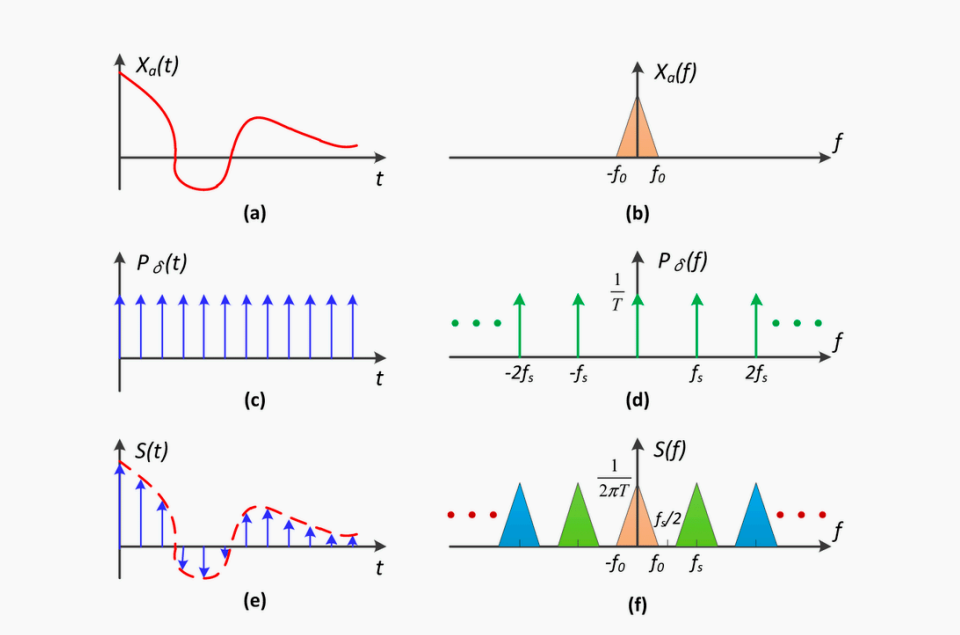 Xₐ(t)
t
(a)
Xₐ(f)
f
-f₀ f₀
(b)
P δ(t)
t
(c)
P δ(f)
1/T
f
-2fₛ -fₛ fₛ 2fₛ
(d)
S(t)
t
(e)
S(f)
1/2πT
fₛ/2
f
-f₀ f₀ fₛ
(f)